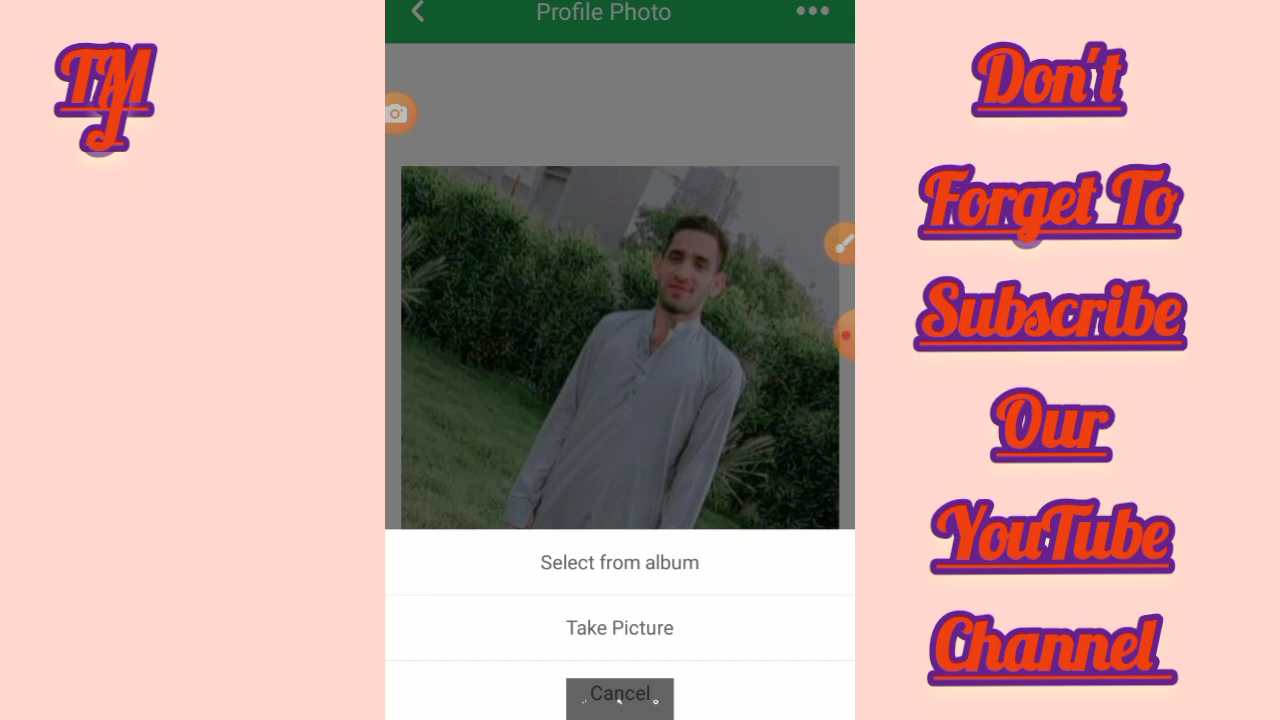 TM
J
Profile Photo
Select from album
Take Picture
Cancel
Don't
Forget To
Subscribe
Our
YouTube
Channel